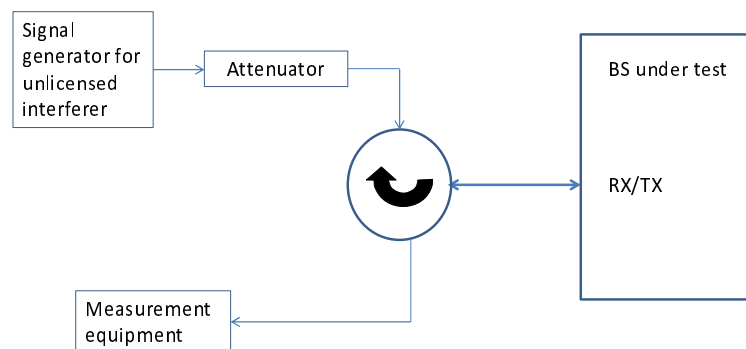 Signal
generator for
unlicensed
interferer
Attenuator
BS under test
RX/TX
Measurement
equipment